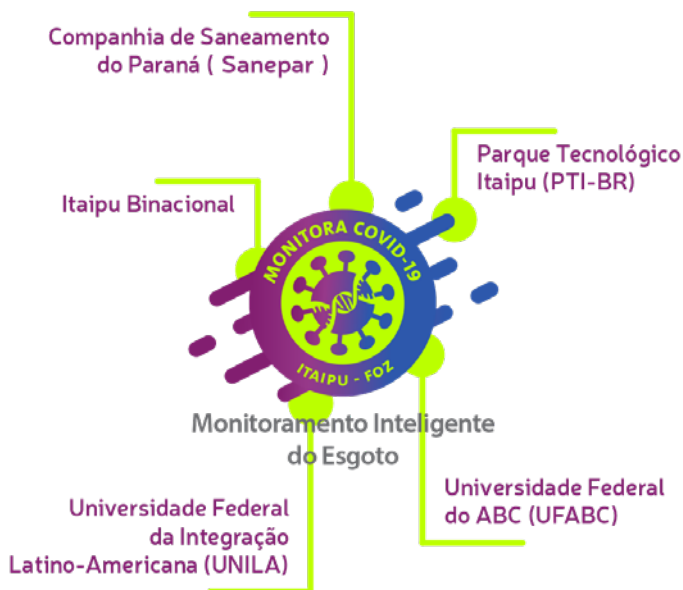 Companhia de Saneamento
do Paraná ( Sanepar )
Parque Tecnológico
Itaipu (PTI-BR)
Itaipu Binacional
MONITORA COVID-19
ITAIPU - FOZ
Monitoramento Inteligente
do Esgoto
Universidade Federal
do ABC (UFABC)
Universidade Federal
da Integração
Latino-Americana (UNILA)